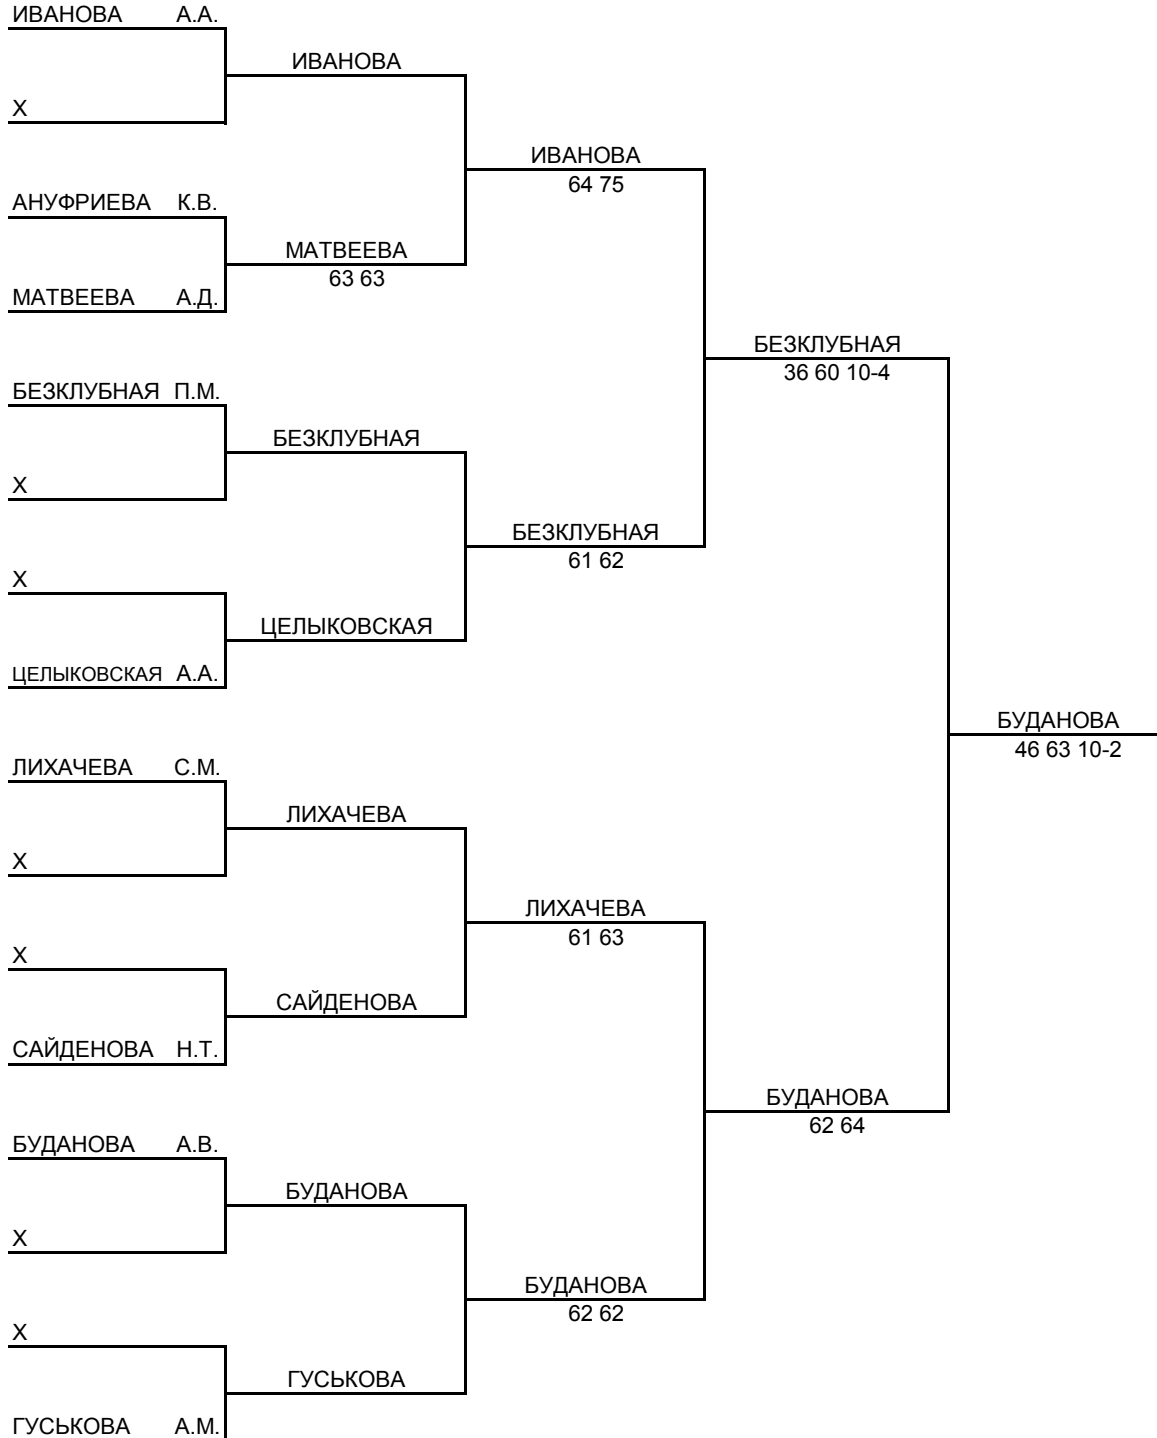 ИВАНОВА А.А.
ИВАНОВА
Х
ИВАНОВА
64 75
АНУФРИЕВА К.В.
МАТВЕЕВА
63 63
МАТВЕЕВА А.Д.
БЕЗКЛУБНАЯ
36 60 10-4
БЕЗКЛУБНАЯ П.М.
БЕЗКЛУБНАЯ
Х
БЕЗКЛУБНАЯ
61 62
Х
ЦЕЛЫКОВСКАЯ
ЦЕЛЫКОВСКАЯ А.А.
БУДАНОВА
46 63 10-2
ЛИХАЧЕВА С.М.
ЛИХАЧЕВА
Х
ЛИХАЧЕВА
61 63
Х
САЙДЕНОВА
САЙДЕНОВА Н.Т.
БУДАНОВА
62 64
БУДАНОВА А.В.
БУДАНОВА
Х
БУДАНОВА
62 62
Х
ГУСЬКОВА
ГУСЬКОВА А.М.